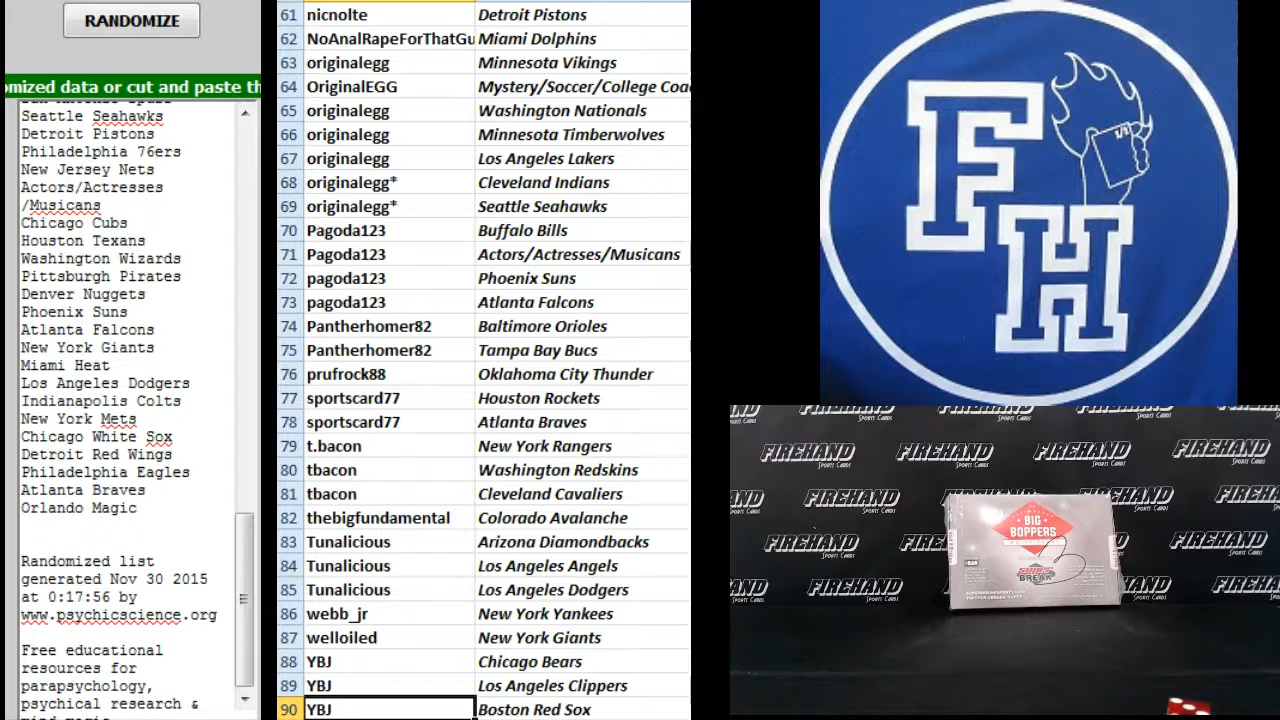 RANDOMIZE
omized data or cut and paste th
Seattle Seahawks
Detroit Pistons
Philadelphia 76ers
New Jersey Nets
Actors/Actresses
/Musicans
Chicago Cubs
Houston Texans
Washington Wizards
Pittsburgh Pirates
Denver Nuggets
Phoenix Suns
Atlanta Falcons
New York Giants
Miami Heat
Los Angeles Dodgers
Indianapolis Colts
New York Mets
Chicago White Sox
Detroit Red Wings
Philadelphia Eagles
Atlanta Braves
Orlando Magic
Randomized list
generated Nov 30 2015
at 0:17:56 by
www.psychicscience.org
Free educational
resources for
parapsychology,
psychical research &
61 nicnolte Detroit Pistons
62 NoAnalRapeForThatGu Miami Dolphins
63 originalegg Minnesota Vikings
64 OriginalEGG Mystery/Soccer/College Coa
65 originalegg Washington Nationals
66 originalegg Minnesota Timberwolves
67 originalegg Los Angeles Lakers
68 originalegg* Cleveland Indians
69 originalegg* Seattle Seahawks
70 Pagoda123 Buffalo Bills
71 Pagoda123 Actors/Actresses/Musicans
72 pagoda123 Phoenix Suns
73 pagoda123 Atlanta Falcons
74 Pantherhomer82 Baltimore Orioles
75 Pantherhomer82 Tampa Bay Bucs
76 prufrock88 Oklahoma City Thunder
77 sportscard77 Houston Rockets
78 sportscard77 Atlanta Braves
79 t.bacon New York Rangers
80 tbacon Washington Redskins
81 tbacon Cleveland Cavaliers
82 thebigfundamental Colorado Avalanche
83 Tunalicious Arizona Diamondbacks
84 Tunalicious Los Angeles Angels
85 Tunalicious Los Angeles Dodgers
86 webb_jr New York Yankees
87 welloiled New York Giants
88 YBJ Chicago Bears
89 YBJ Los Angeles Clippers
90 YBJ Boston Red Sox
FH
1/1
FIREHAND SPORTS CARDS
BIG
BOPPERS
SUPER
BREAK